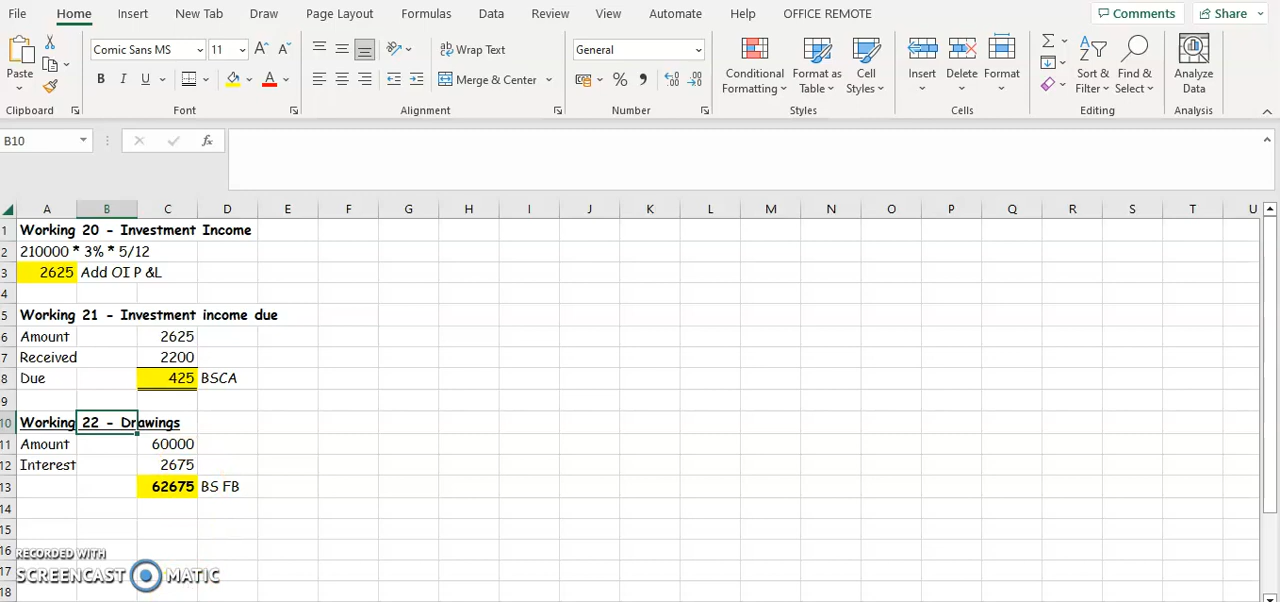 File Home Insert New Tab Draw Page Layout Formulas Data Review View Automate Help OFFICE REMOTE Comments Share
Comic Sans MS 11 Wrap Text General
Paste B I U Merge & Center % Conditional Formatting Format as Table Cell Styles Insert Delete Format Sort & Filter Find & Select Analyze Data
Clipboard Font Alignment Number Styles Cells Editing Analysis
B10 fx
A B C D E F G H I J K L M N O P Q R S T U
1 Working 20 - Investment Income
2 210000 * 3% * 5/12
3 2625 Add OI P &L
4
5 Working 21 - Investment income due
6 Amount 2625
7 Received 2200
8 Due 425 BSCA
9
10 Working 22 - Drawings
11 Amount 60000
12 Interest 2675
13 62675 BS FB
14
15
16
RECORDED WITH
17 SCREENCAST MATIC
18